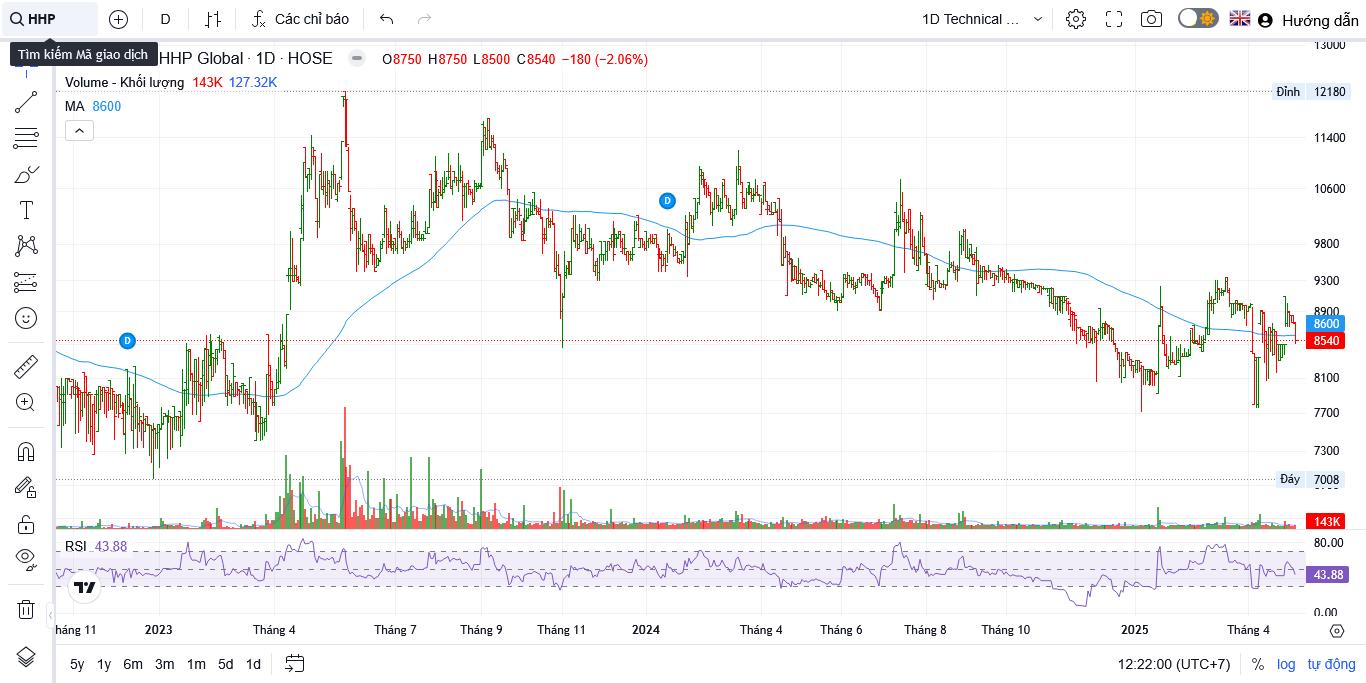 HHP D Các chỉ báo 1D Technical ... Hướng dẫn
Tìm kiếm Mã giao dịch
HHP Global · 1D · HOSE O8750 H8750 L8500 C8540 −180 (−2.06%)
Volume - Khối lượng 143K 127.32K
MA 8600
13000
Đỉnh 12180
11400
10600
D
9800
9300
8900
8600
D
8540
8100
7700
7300
Đáy 7008
143K
RSI 43.88
80.00
43.88
0.00
háng 11 2023 Tháng 4 Tháng 7 Tháng 9 Tháng 11 2024 Tháng 4 Tháng 6 Tháng 8 Tháng 10 2025 Tháng 4
5y 1y 6m 3m 1m 5d 1d 12:22:00 (UTC+7) % log tự động